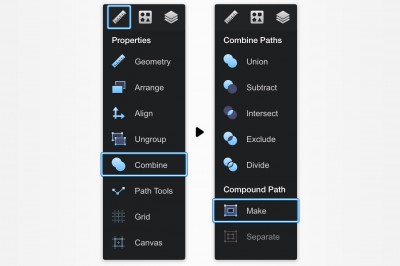 Properties
Geometry
Arrange
Align
Ungroup
Combine
Path Tools
Grid
Canvas
Combine Paths
Union
Subtract
Intersect
Exclude
Divide
Compound Path
Make
Separate